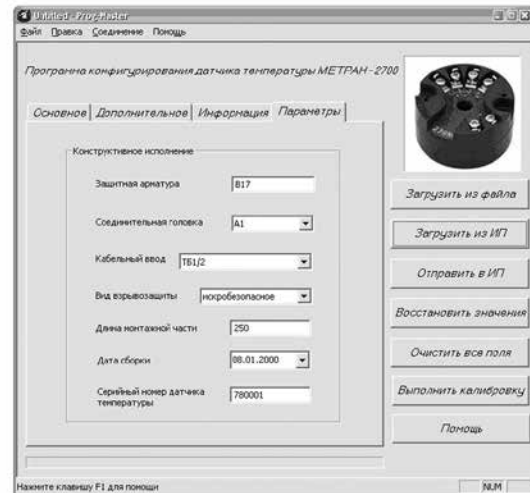 Untitled - Prog-Master
Файл Правка Соединение Помощь
Программа конфигурирования датчика температуры МЕТРАН-2700
Основное Дополнительное Информация Параметры
Конструктивное исполнение
Защитная арматура В17
Соединительная головка А1
Кабельный ввод ТБ1/2
Вид взрывозащиты искробезопасное
Длина монтажной части 250
Дата сборки 08.01.2000
Серийный номер датчика
температуры 780001
Загрузить из файла
Загрузить из ИП
Отправить в ИП
Восстановить значения
Очистить все поля
Выполнить калибровку
Помощь
Нажмите клавишу F1 для помощи NUM